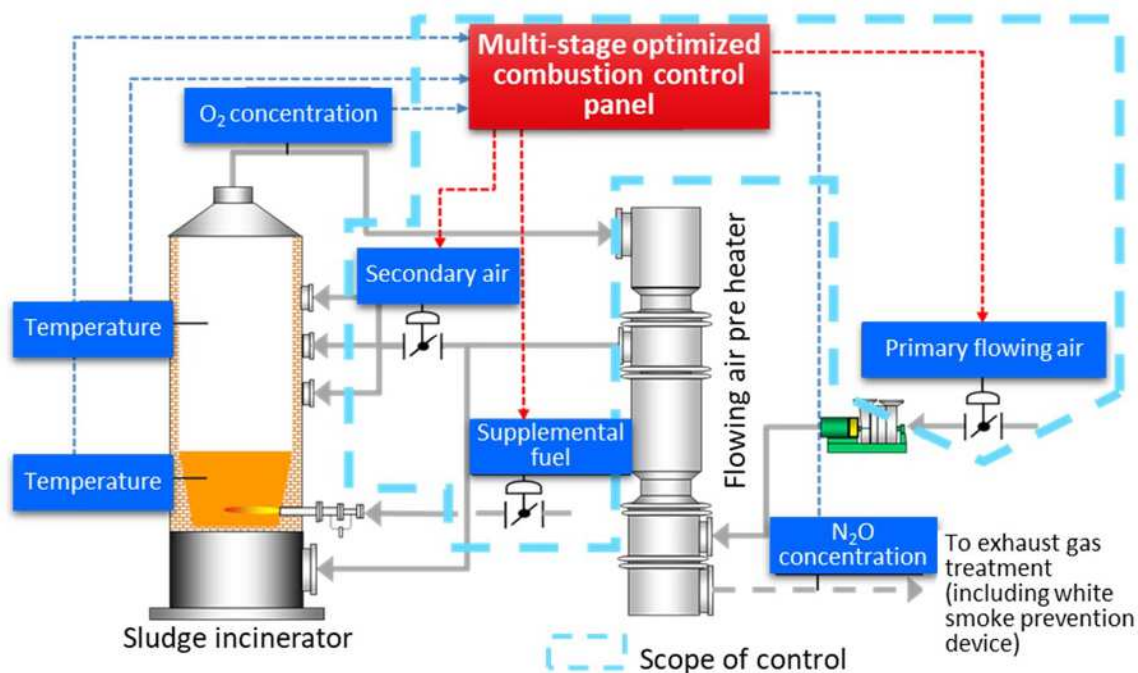 Multi-stage optimized
combustion control
panel
O₂ concentration
Secondary air
Temperature
Primary flowing air
Flowing air pre heater
Supplemental
fuel
Temperature
N₂O
concentration
To exhaust gas
treatment
(including white
smoke prevention
device)
Sludge incinerator
Scope of control